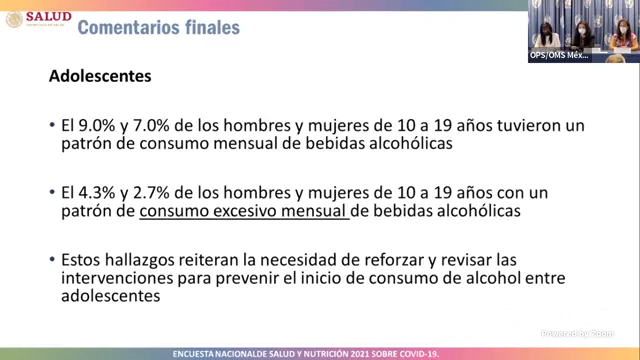 SALUD
Comentarios finales
OPS/OMS Méx...
Adolescentes
• El 9.0% y 7.0% de los hombres y mujeres de 10 a 19 años tuvieron un
patrón de consumo mensual de bebidas alcohólicas
• El 4.3% y 2.7% de los hombres y mujeres de 10 a 19 años con un
patrón de consumo excesivo mensual de bebidas alcohólicas
• Estos hallazgos reiteran la necesidad de reforzar y revisar las
intervenciones para prevenir el inicio de consumo de alcohol entre
adolescentes
Powered by Zoom
ENCUESTA NACIONALDE SALUD Y NUTRICIÓN 2021 SOBRE COVID-19.